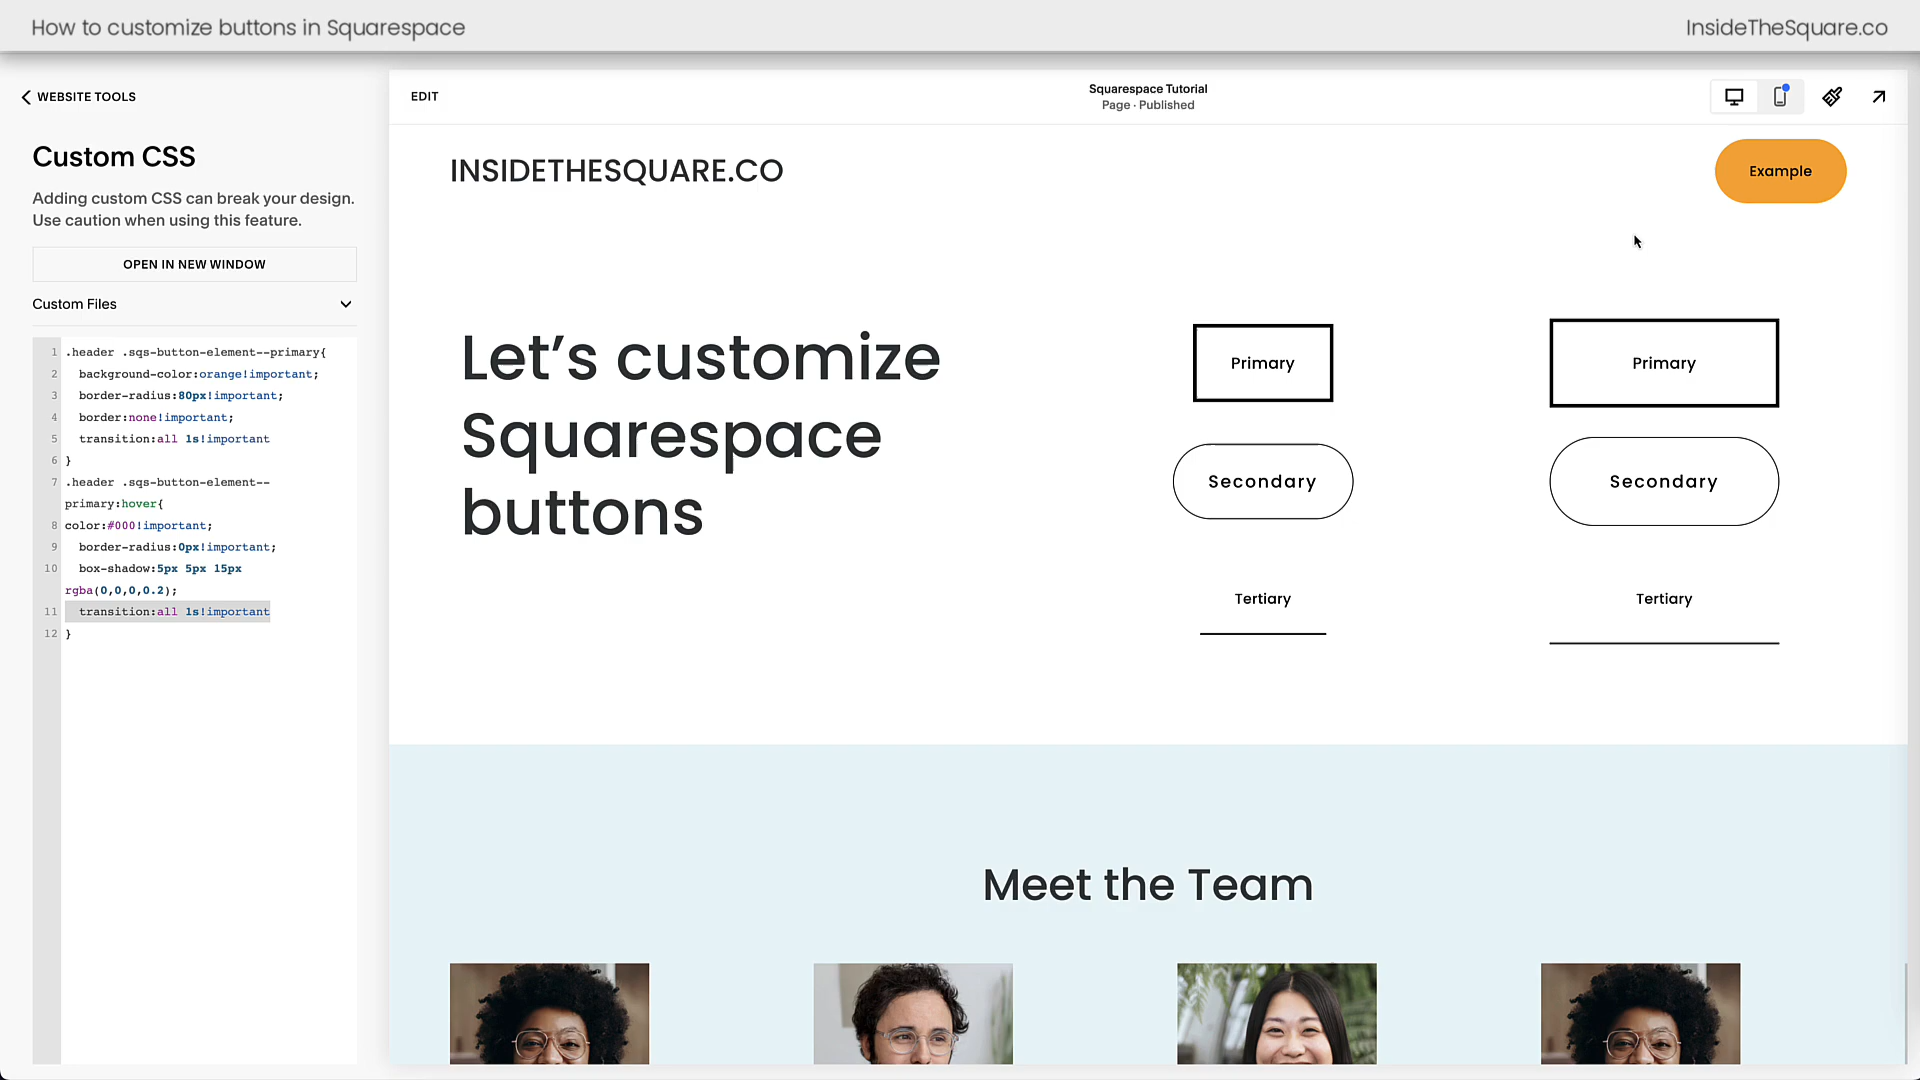 How to customize buttons in Squarespace
InsideTheSquare.co
WEBSITE TOOLS
Custom CSS
Adding custom CSS can break your design.
Use caution when using this feature.
OPEN IN NEW WINDOW
Custom Files
1 .header .sqs-button-element--primary{
2 background-color:orange!important;
3 border-radius:80px!important;
4 border:none!important;
5 transition:all 1s!important
6 }
7 .header .sqs-button-element--
primary:hover{
8 color:#000!important;
9 border-radius:0px!important;
10 box-shadow:5px 5px 15px
rgba(0,0,0,0.2);
11 transition:all 1s!important
12 }
EDIT
Squarespace Tutorial
Page · Published
INSIDETHESQUARE.CO
Example
Let’s customize
Squarespace
buttons
Primary
Primary
Secondary
Secondary
Tertiary
Tertiary
Meet the Team